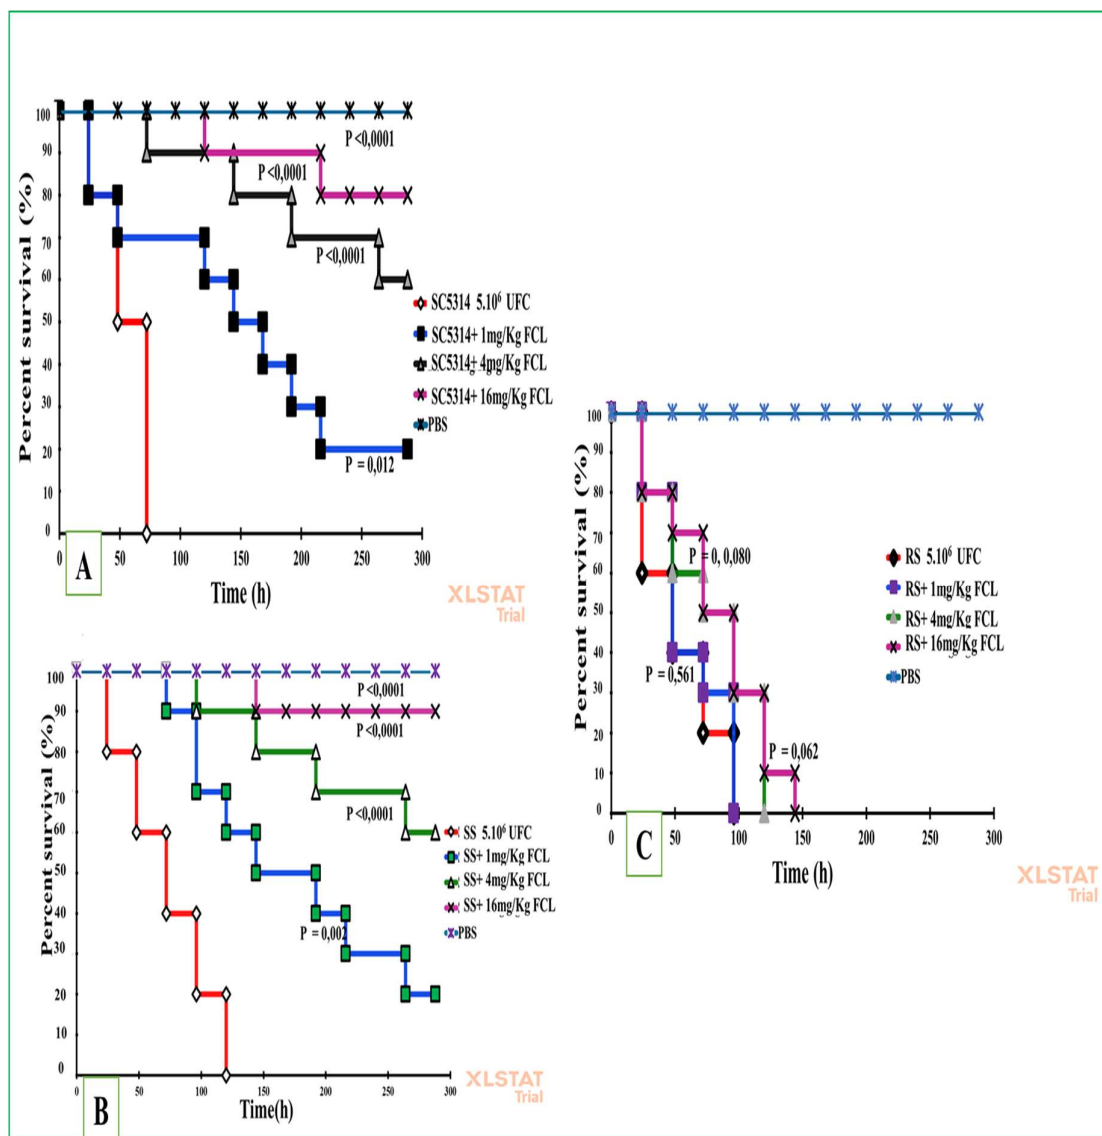 Percent survival (%)
100
90
80
70
60
50
40
30
20
10
0
P <0,0001
P <0,0001
P <0,0001
P = 0,012
SC5314 5.10⁶ UFC
SC5314+ 1mg/Kg FCL
SC5314+ 4mg/Kg FCL
SC5314+ 16mg/Kg FCL
PBS
0 50 100 150 200 250 300
A
Time (h)
XLSTAT
Trial
Percent survival (%)
100
90
80
70
60
50
40
30
20
10
0
P <0,0001
P <0,0001
P <0,0001
P = 0,002
SS 5.10⁶ UFC
SS+ 1mg/Kg FCL
SS+ 4mg/Kg FCL
SS+ 16mg/Kg FCL
PBS
0 50 100 150 200 250 300
B
Time(h)
XLSTAT
Trial
Percent survival (%)
100
90
80
70
60
50
40
30
20
10
0
P = 0, 0,080
P = 0,561
P = 0,062
RS 5.10⁶ UFC
RS+ 1mg/Kg FCL
RS+ 4mg/Kg FCL
RS+ 16mg/Kg FCL
PBS
0 50 100 150 200 250 300
C
Time (h)
XLSTAT
Trial